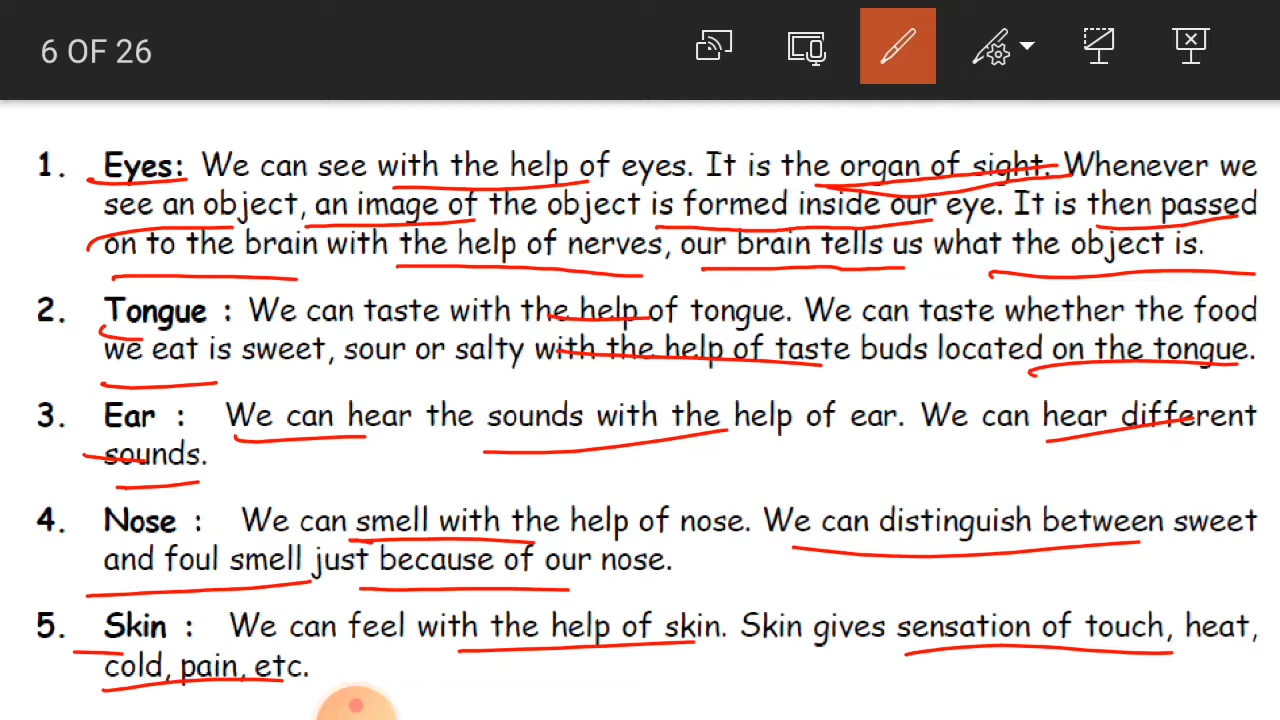 6 OF 26
1. Eyes: We can see with the help of eyes. It is the organ of sight. Whenever we
see an object, an image of the object is formed inside our eye. It is then passed
on to the brain with the help of nerves, our brain tells us what the object is.
2. Tongue : We can taste with the help of tongue. We can taste whether the food
we eat is sweet, sour or salty with the help of taste buds located on the tongue.
3. Ear : We can hear the sounds with the help of ear. We can hear different
sounds.
4. Nose : We can smell with the help of nose. We can distinguish between sweet
and foul smell just because of our nose.
5. Skin : We can feel with the help of skin. Skin gives sensation of touch, heat,
cold, pain, etc.